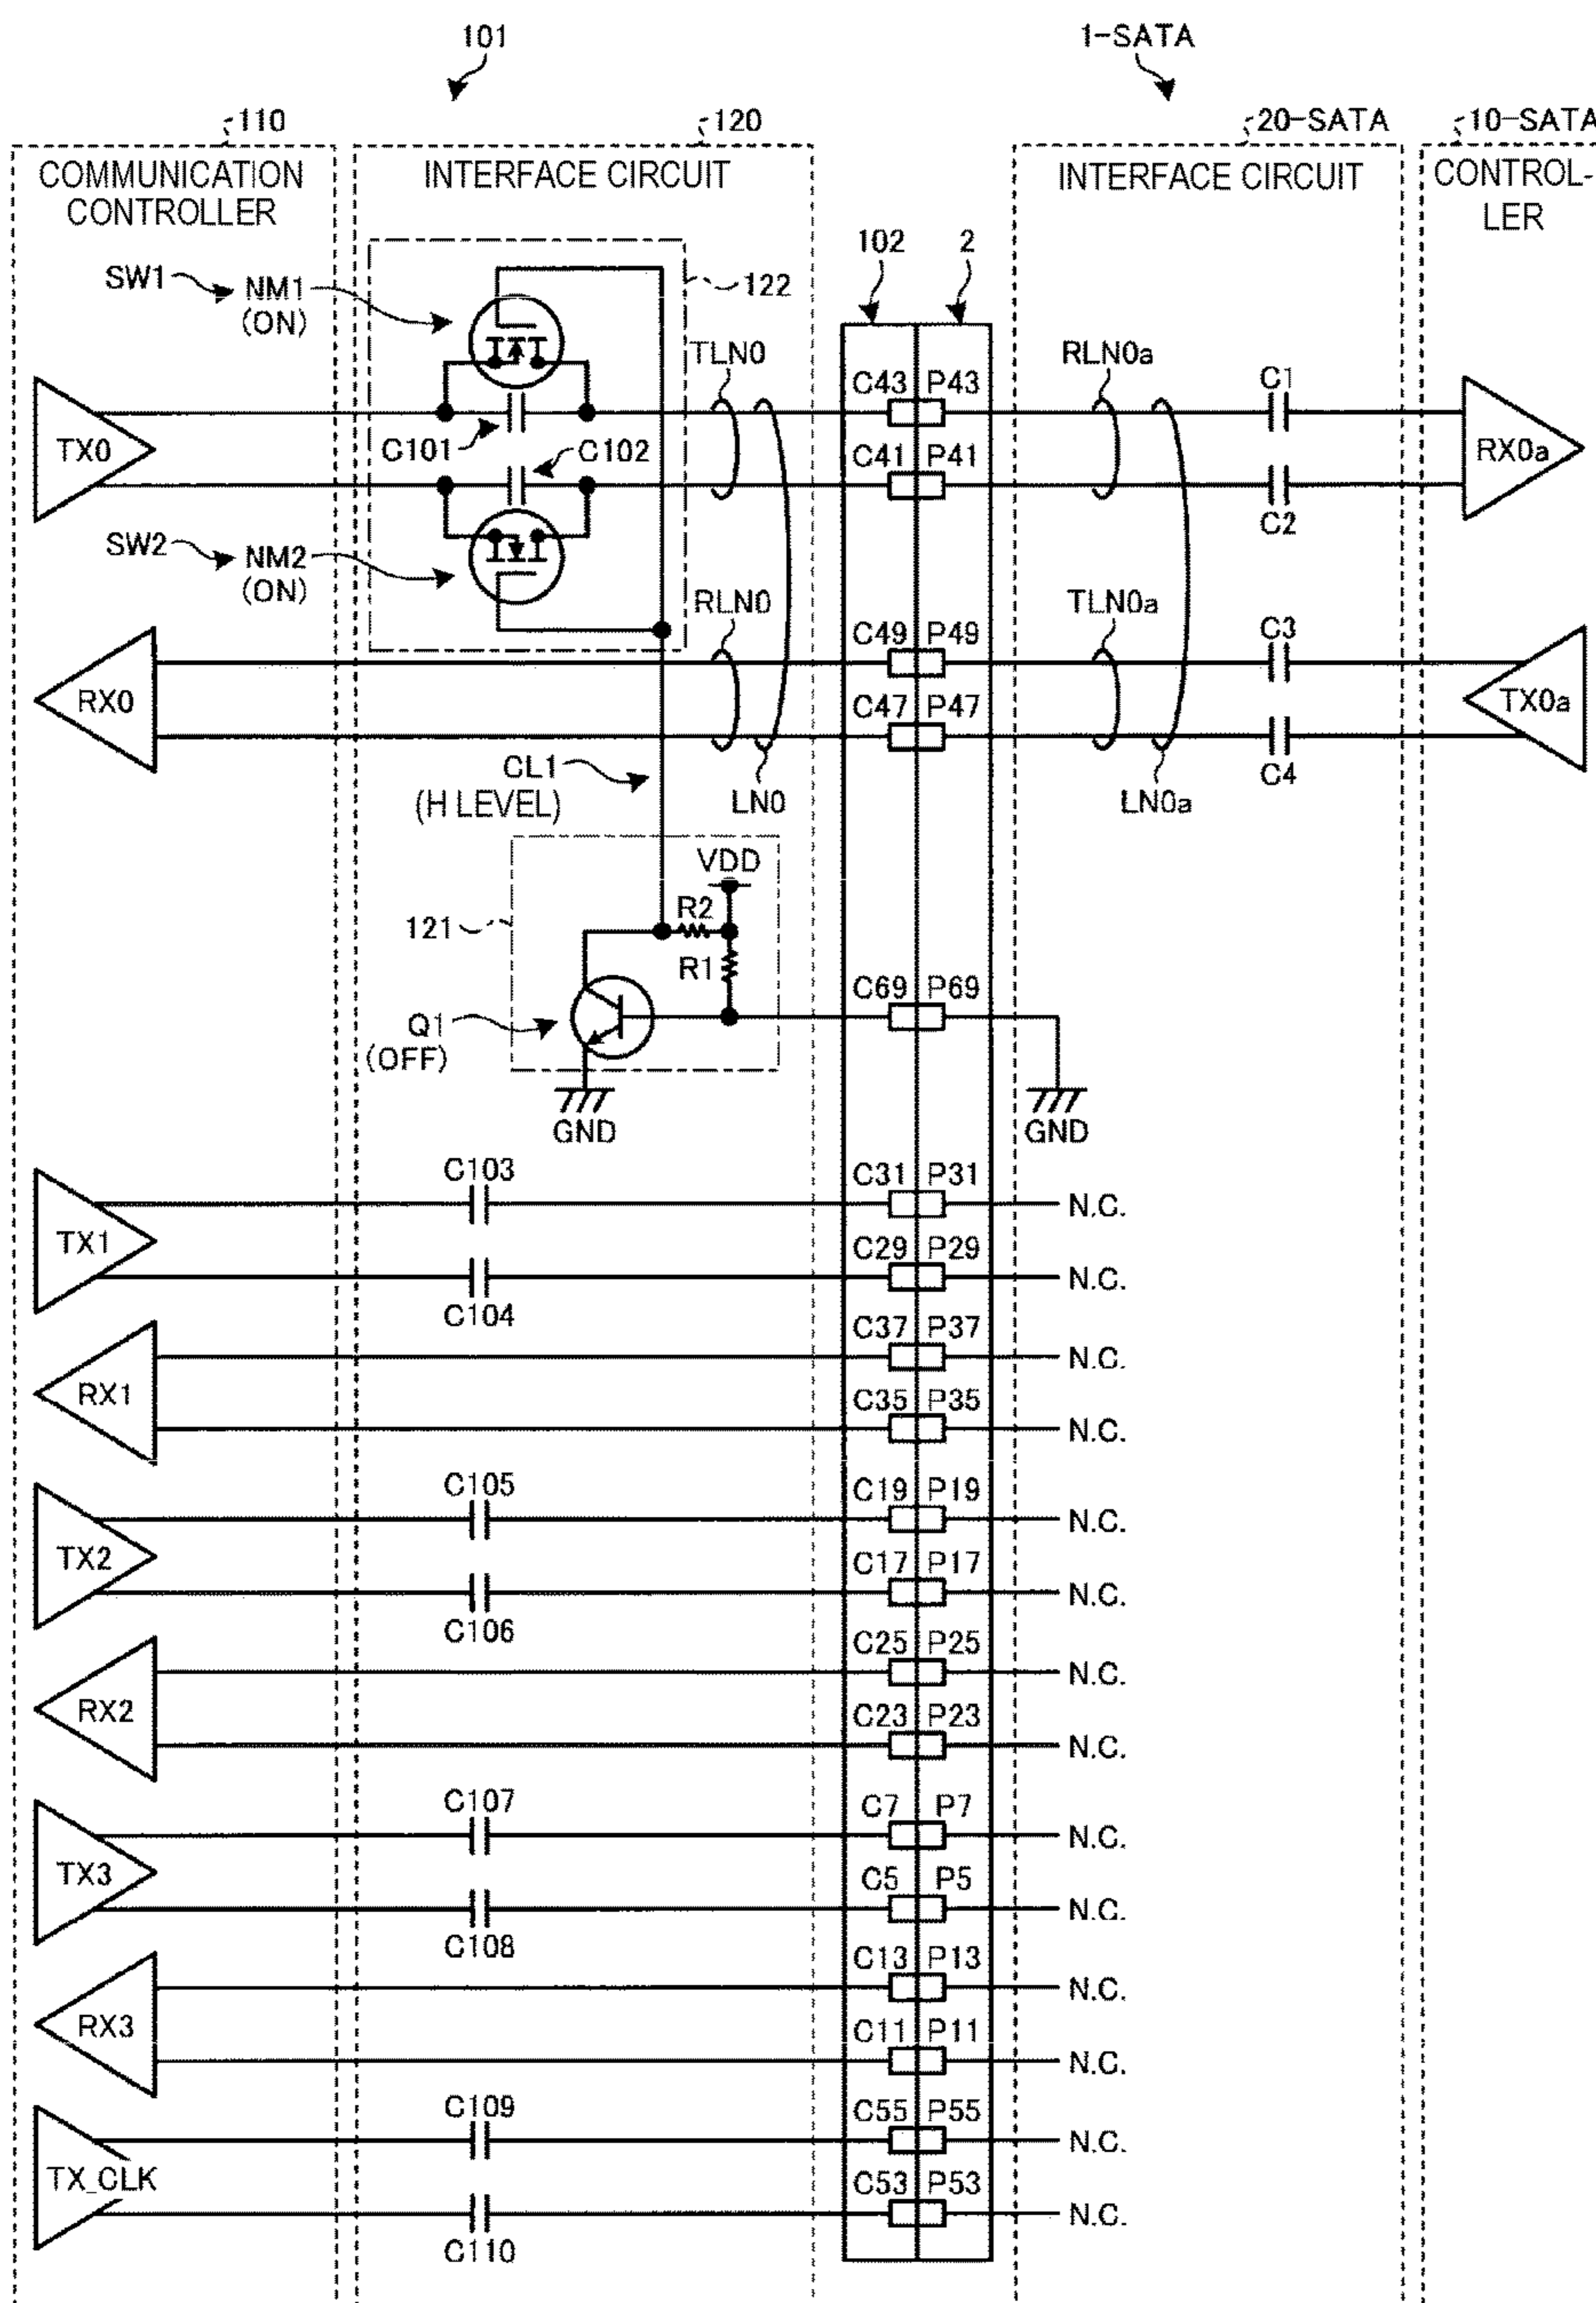 101
1-SATA
110
120
20-SATA
10-SATA
COMMUNICATION
CONTROLLER
INTERFACE CIRCUIT
INTERFACE CIRCUIT
CONTROL-
LER
102
2
SW1
NM1
(ON)
122
TLN0
RLN0a
C1
C43
P43
TX0
C101
C102
C41
P41
RX0a
C2
SW2
NM2
(ON)
RLN0
TLN0a
C49
P49
C3
RX0
C47
P47
TX0a
CL1
(H LEVEL)
LN0
LN0a
C4
VDD
121
R2
R1
C69
P69
Q1
(OFF)
GND
GND
C103
C31
P31
N.C.
TX1
C29
P29
N.C.
C104
C37
P37
N.C.
RX1
C35
P35
N.C.
C105
C19
P19
N.C.
TX2
C17
P17
N.C.
C106
C25
P25
N.C.
RX2
C23
P23
N.C.
C107
C7
P7
N.C.
TX3
C5
P5
N.C.
C108
C13
P13
N.C.
RX3
C11
P11
N.C.
C109
C55
P55
N.C.
TX_CLK
C53
P53
N.C.
C110